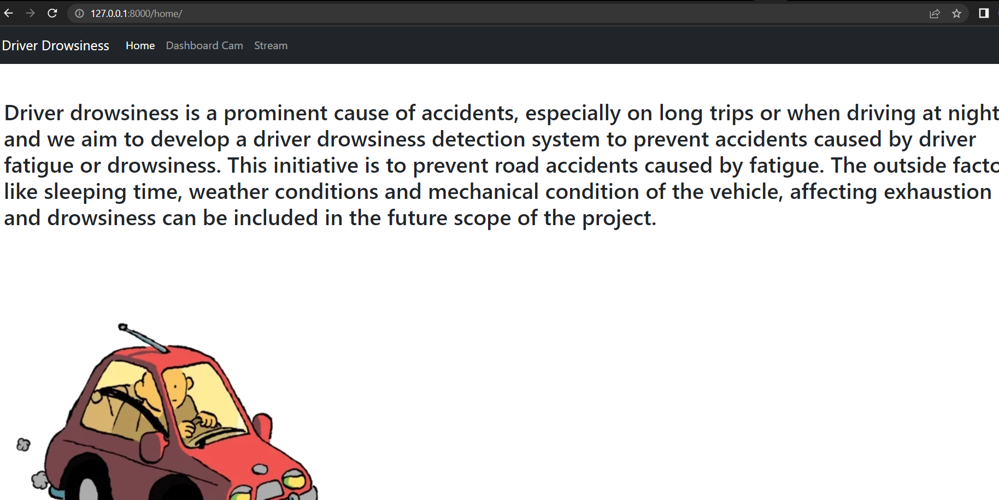 127.0.0.1:8000/home/
Driver Drowsiness Home Dashboard Cam Stream
Driver drowsiness is a prominent cause of accidents, especially on long trips or when driving at night
and we aim to develop a driver drowsiness detection system to prevent accidents caused by driver
fatigue or drowsiness. This initiative is to prevent road accidents caused by fatigue. The outside
like sleeping time, weather conditions and mechanical condition of the vehicle, affecting exhaustion
and drowsiness can be included in the future scope of the project.